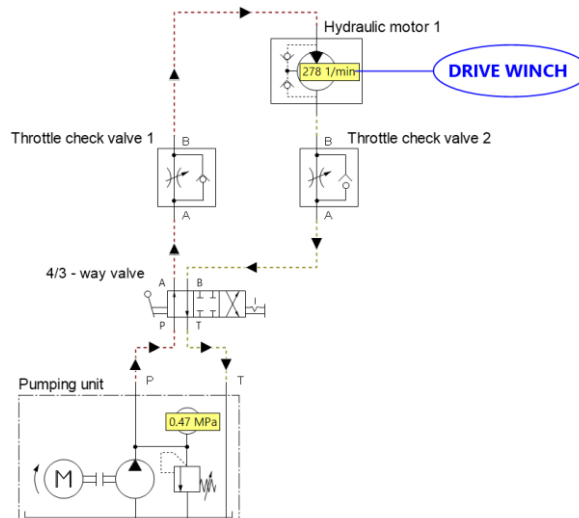 Hydraulic motor 1
278 1/min
DRIVE WINCH
Throttle check valve 1
B
B
Throttle check valve 2
A
A
4/3 - way valve
A
B
P
T
P
T
Pumping unit
0.47 MPa
M